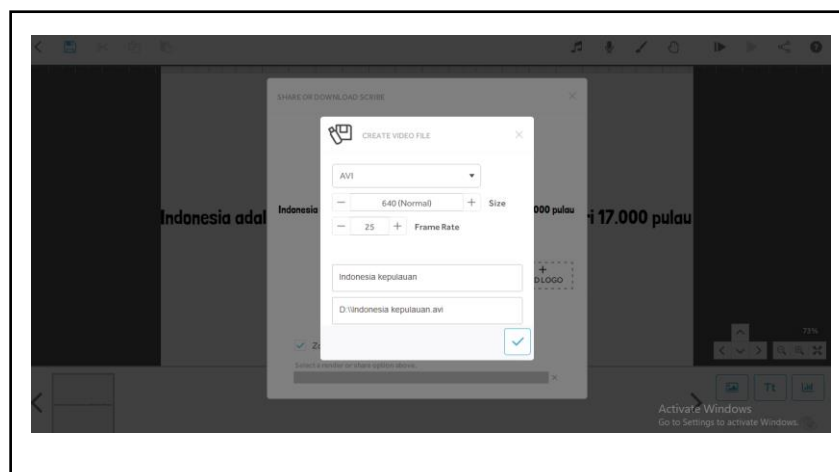 SHARE OR DOWNLOAD SCRIBE
CREATE VIDEO FILE
AVI
640 (Normal)
Size
25
Frame Rate
Indonesia adal
Indonesia
000 pulau
ri 17.000 pulau
Indonesia kepulauan
LOGO
D:\\Indonesia kepulauan.avi
Select a render or share option above.
73%
Tt
Activate Windows
Go to Settings to activate Windows.